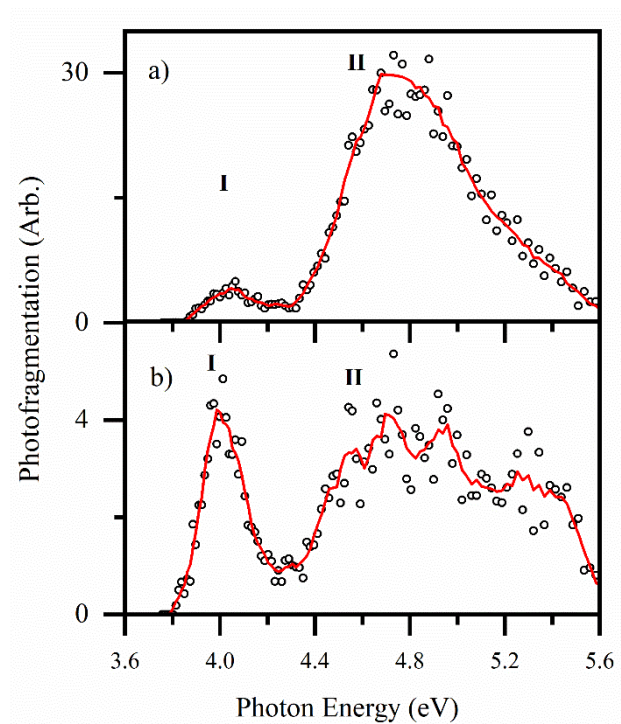 a)
II
30
I
0
Photofragmentation (Arb.)
b)
I
II
4
0
3.6 4.0 4.4 4.8 5.2 5.6
Photon Energy (eV)